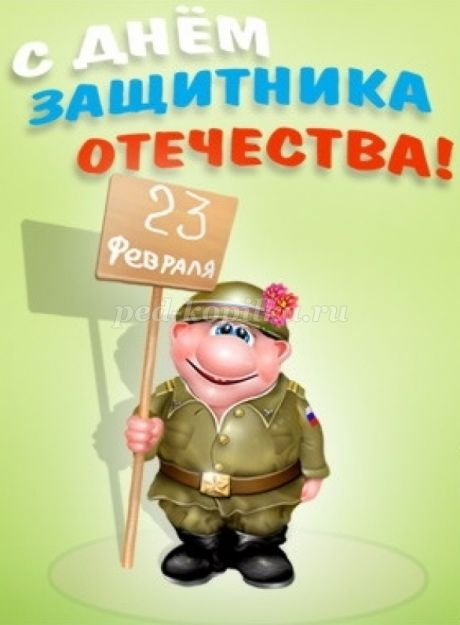 С ДНЁМ
ЗАЩИТНИКА
ОТЕЧЕСТВА!
23
ФЕВРАЛЯ
ped-kopilka.ru